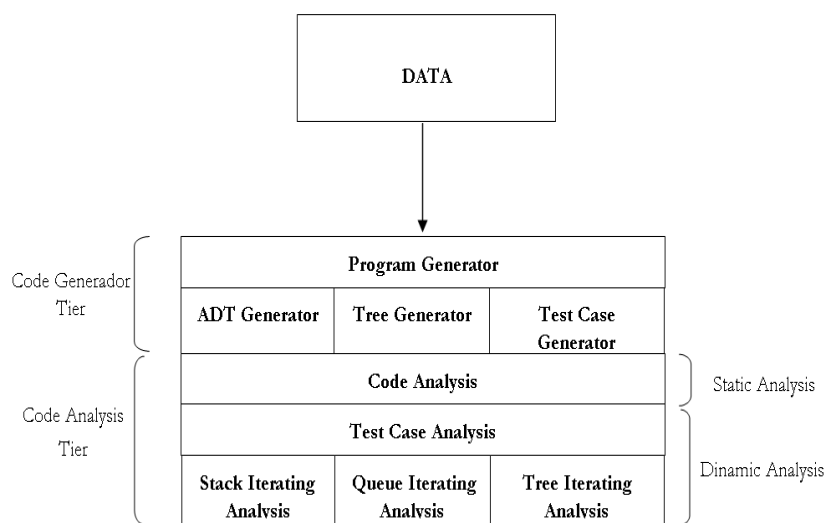 DATA
Program Generator
Code Generador
Tier
ADT Generator
Tree Generator
Test Case
Generator
Code Analysis
Static Analysis
Code Analysis
Tier
Test Case Analysis
Dinamic Analysis
Stack Iterating
Analysis
Queue Iterating
Analysis
Tree Iterating
Analysis